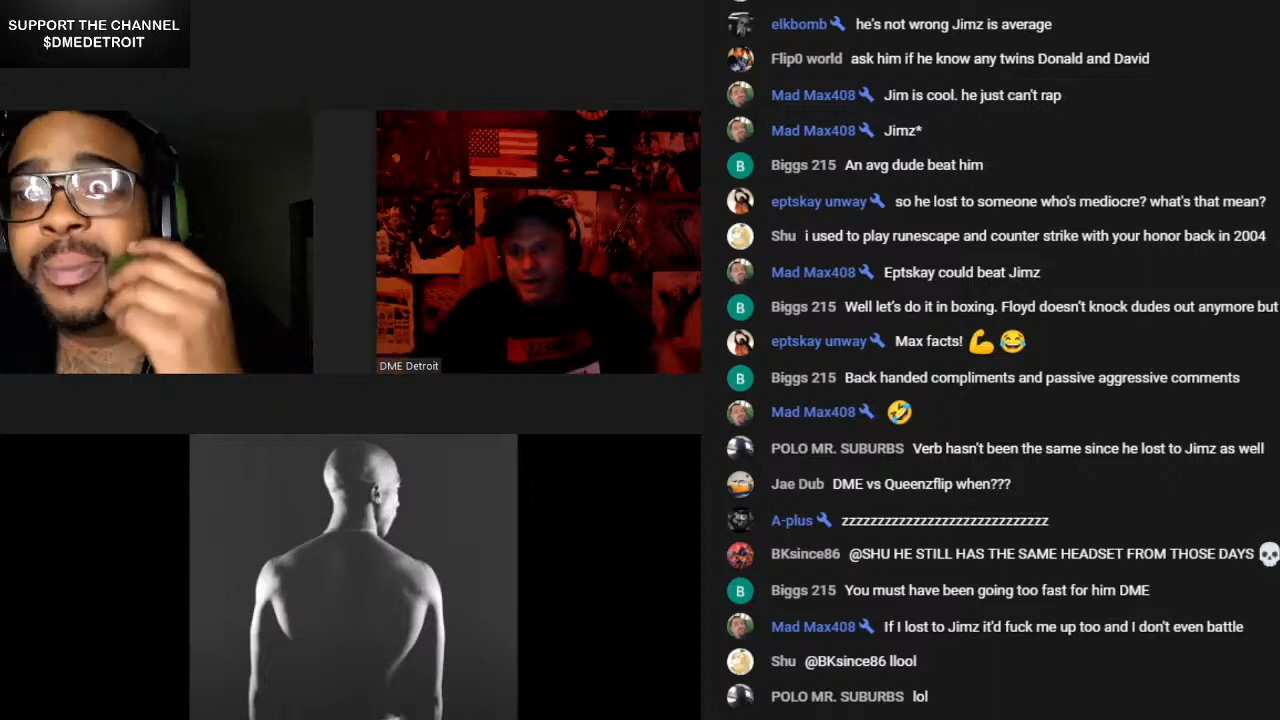 SUPPORT THE CHANNEL
$DMEDETROIT
DME Detroit
elkbomb he's not wrong Jimz is average
Flip0 world ask him if he know any twins Donald and David
Mad Max408 Jim is cool. he just can't rap
Mad Max408 Jimz*
B Biggs 215 An avg dude beat him
eptskay unway so he lost to someone who's mediocre? what's that mean?
Shu i used to play runescape and counter strike with your honor back in 2004
Mad Max408 Eptskay could beat Jimz
B Biggs 215 Well let's do it in boxing. Floyd doesn't knock dudes out anymore but
eptskay unway Max facts! 💪😂
B Biggs 215 Back handed compliments and passive aggressive comments
Mad Max408 🤣
POLO MR. SUBURBS Verb hasn't been the same since he lost to Jimz as well
Jae Dub DME vs Queenzflip when???
A-plus zzzzzzzzzzzzzzzzzzzzzzzzzzzzz
BKsince86 @SHU HE STILL HAS THE SAME HEADSET FROM THOSE DAYS 💀
B Biggs 215 You must have been going too fast for him DME
Mad Max408 If I lost to Jimz it'd fuck me up too and I don't even battle
Shu @BKsince86 llool
POLO MR. SUBURBS lol